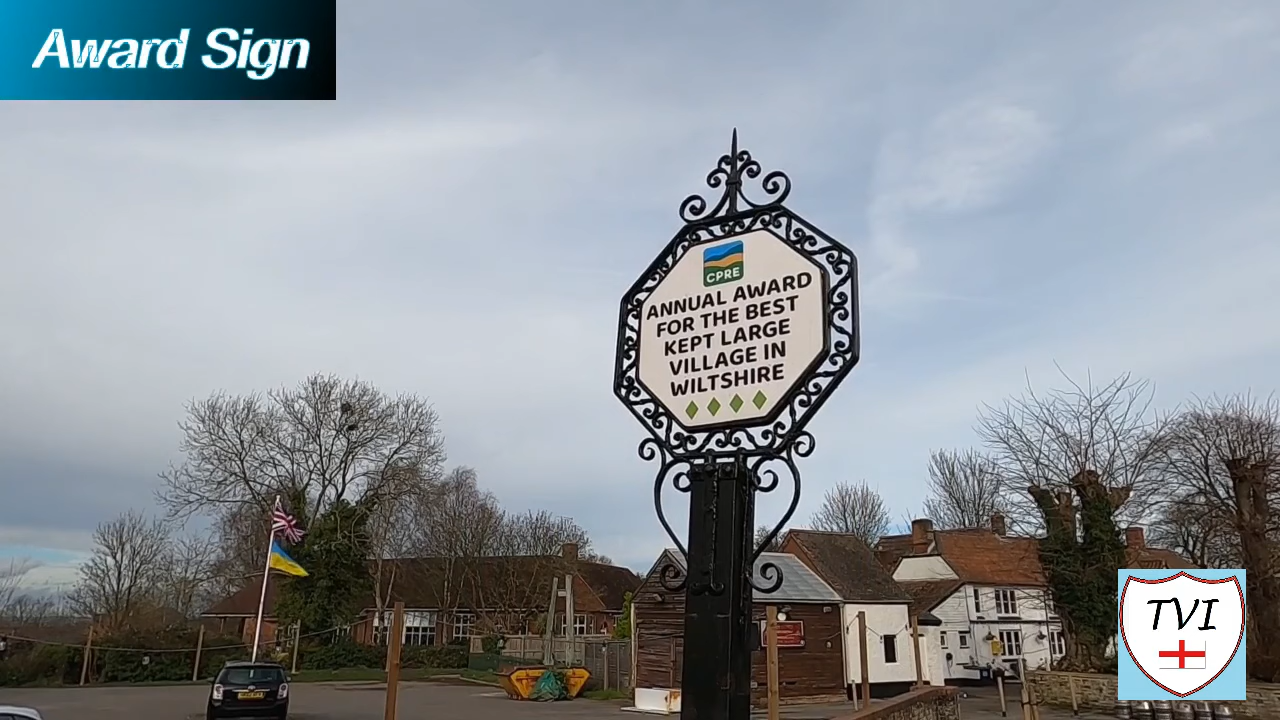 Award Sign
CPRE
ANNUAL AWARD
FOR THE BEST
KEPT LARGE
VILLAGE IN
WILTSHIRE
TVI